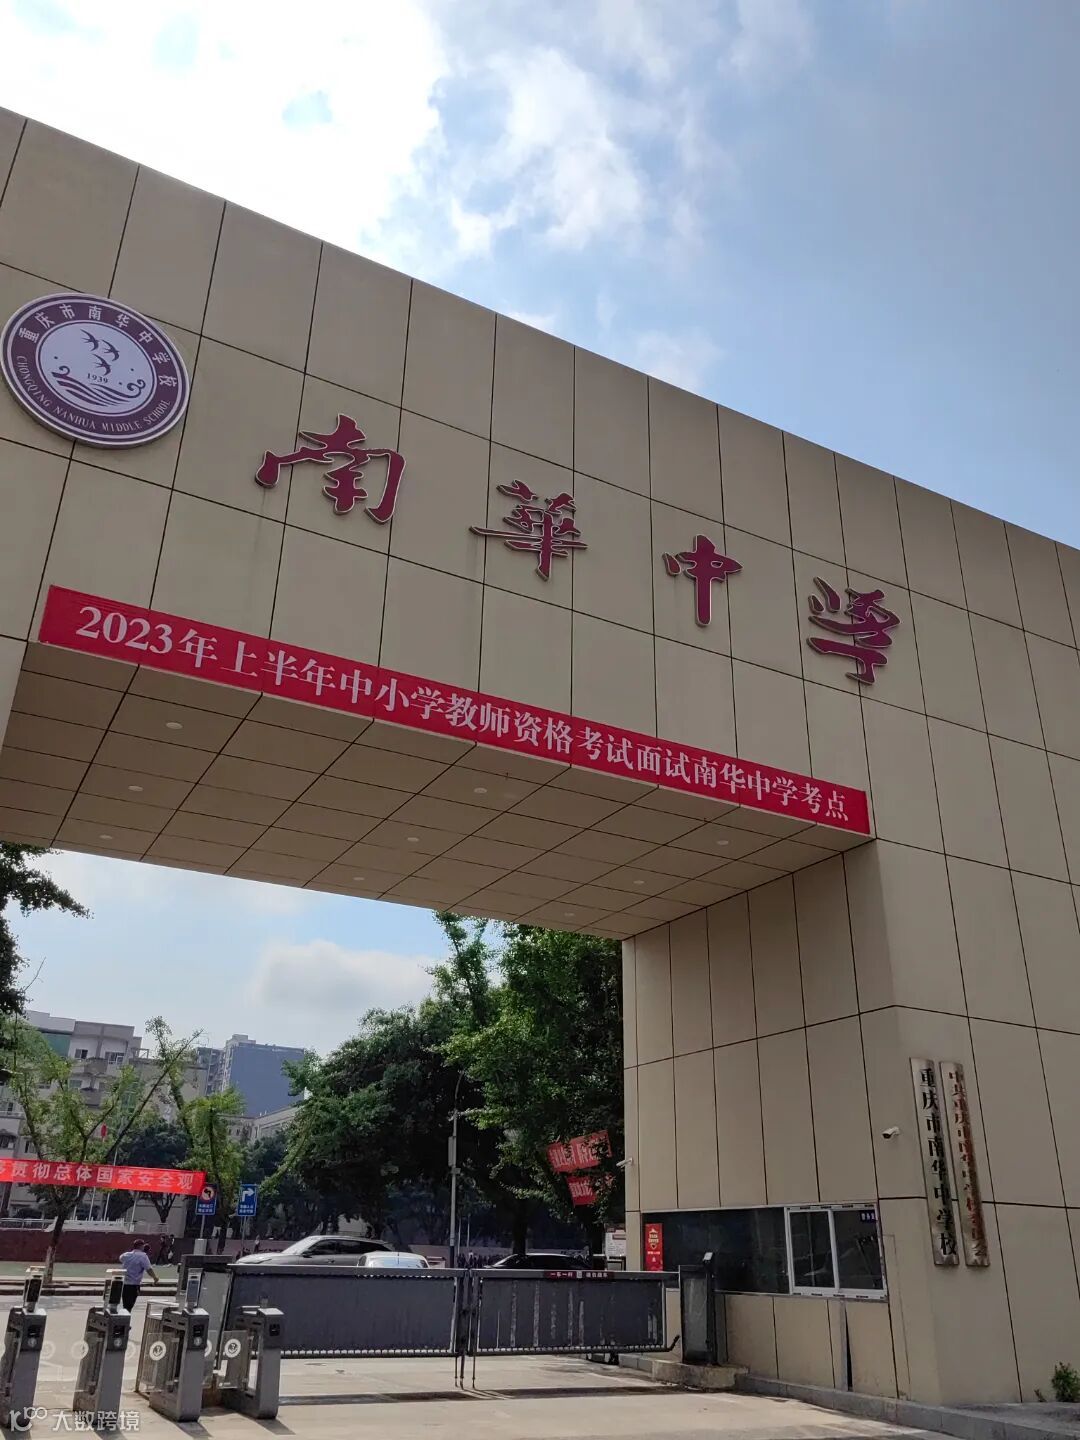 重庆市南华中学校
1939
CHONGQING NANHUA MIDDLE SCHOOL
南華中学
2023年上半年中小学教师资格考试面试南华中学考点
贯彻总体国家安全观
重庆市南华中学校
大数跨境